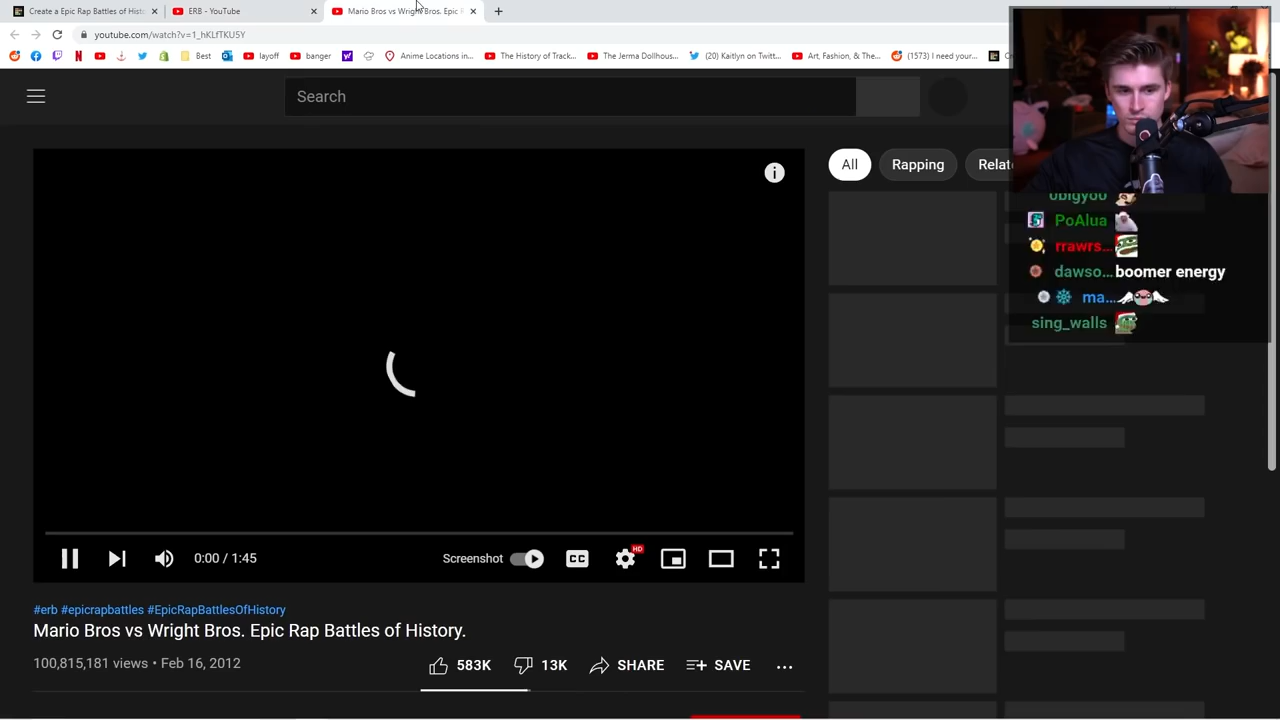 Create a Epic Rap Battles of Hist
ERB - YouTube
Mario Bros vs Wright Bros. Epic R
youtube.com/watch?v=1_hKLfTKU5Y
Best
layoff
banger
Anime Locations in...
The History of Track...
The Jerma Dollhous...
(20) Kaitlyn on Twitt...
Art, Fashion, & The...
(1573) I need your...
Search
All
Rapping
Relat
ubigyou
PoAlua
rrawrs...
dawso... boomer energy
ma...
sing_walls
0:00 / 1:45
Screenshot
CC
HD
#erb #epicrapbattles #EpicRapBattlesOfHistory
Mario Bros vs Wright Bros. Epic Rap Battles of History.
100,815,181 views • Feb 16, 2012
583K
13K
SHARE
SAVE